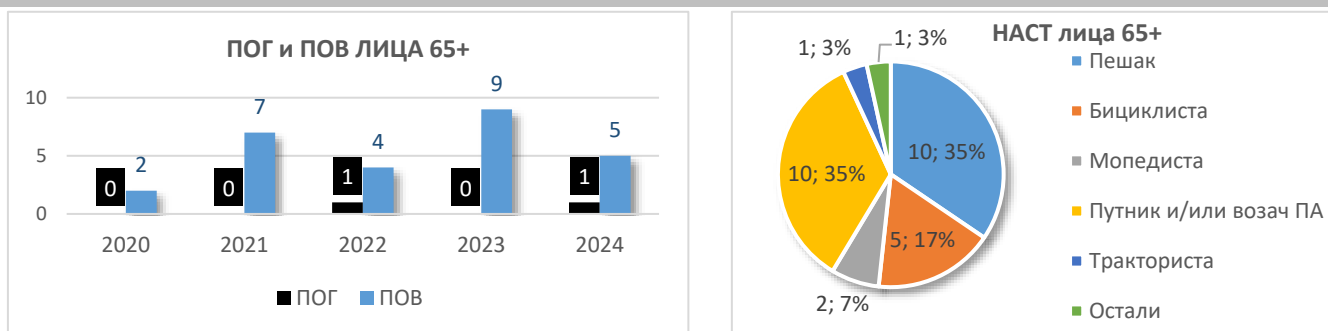 ПОГ и ПОВ ЛИЦА 65+
10
5
0
0
2
0
7
1
4
0
9
1
5
2020
2021
2022
2023
2024
ПОГ
ПОВ
НАСТ лица 65+
10; 35%
5; 17%
2; 7%
10; 35%
1; 3%
1; 3%
Пешак
Бициклиста
Мопедиста
Путник и/или возач ПА
Тракториста
Остали